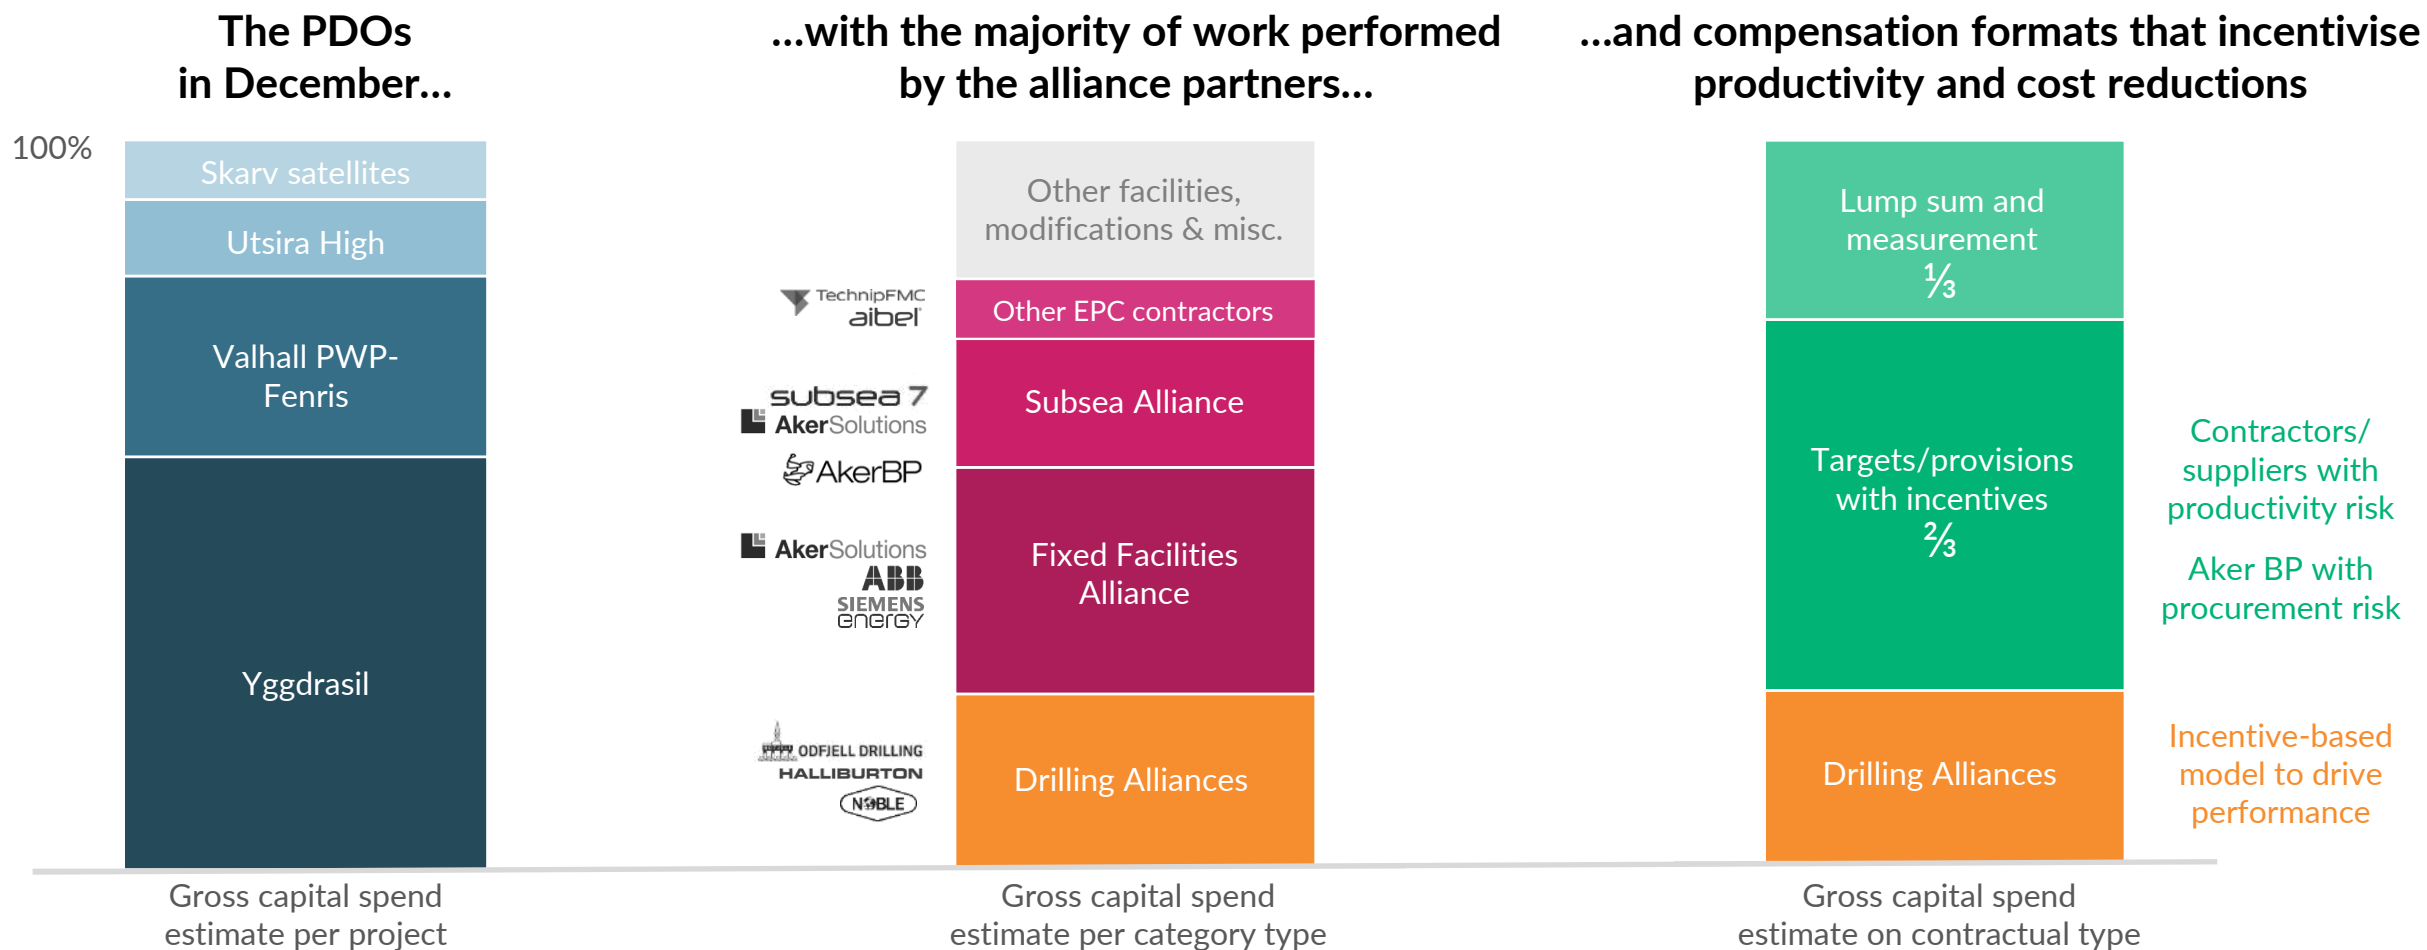 The PDOs
in December...
100%
Skarv satellites
Utsira High
Valhall PWP-
Fenris
Yggdrasil
Gross capital spend
estimate per project
...with the majority of work performed
by the alliance partners...
Other facilities,
modifications & misc.
TechnipFMC
aibel
Other EPC contractors
subsea 7
AkerSolutions
Subsea Alliance
AkerBP
AkerSolutions
ABB
SIEMENS
energy
Fixed Facilities
Alliance
ODFJELL DRILLING
HALLIBURTON
NOBLE
Drilling Alliances
Gross capital spend
estimate per category type
...and compensation formats that incentivise
productivity and cost reductions
Lump sum and
measurement
⅓
Targets/provisions
with incentives
⅔
Contractors/
suppliers with
productivity risk
Aker BP with
procurement risk
Drilling Alliances
Incentive-based
model to drive
performance
Gross capital spend
estimate on contractual type